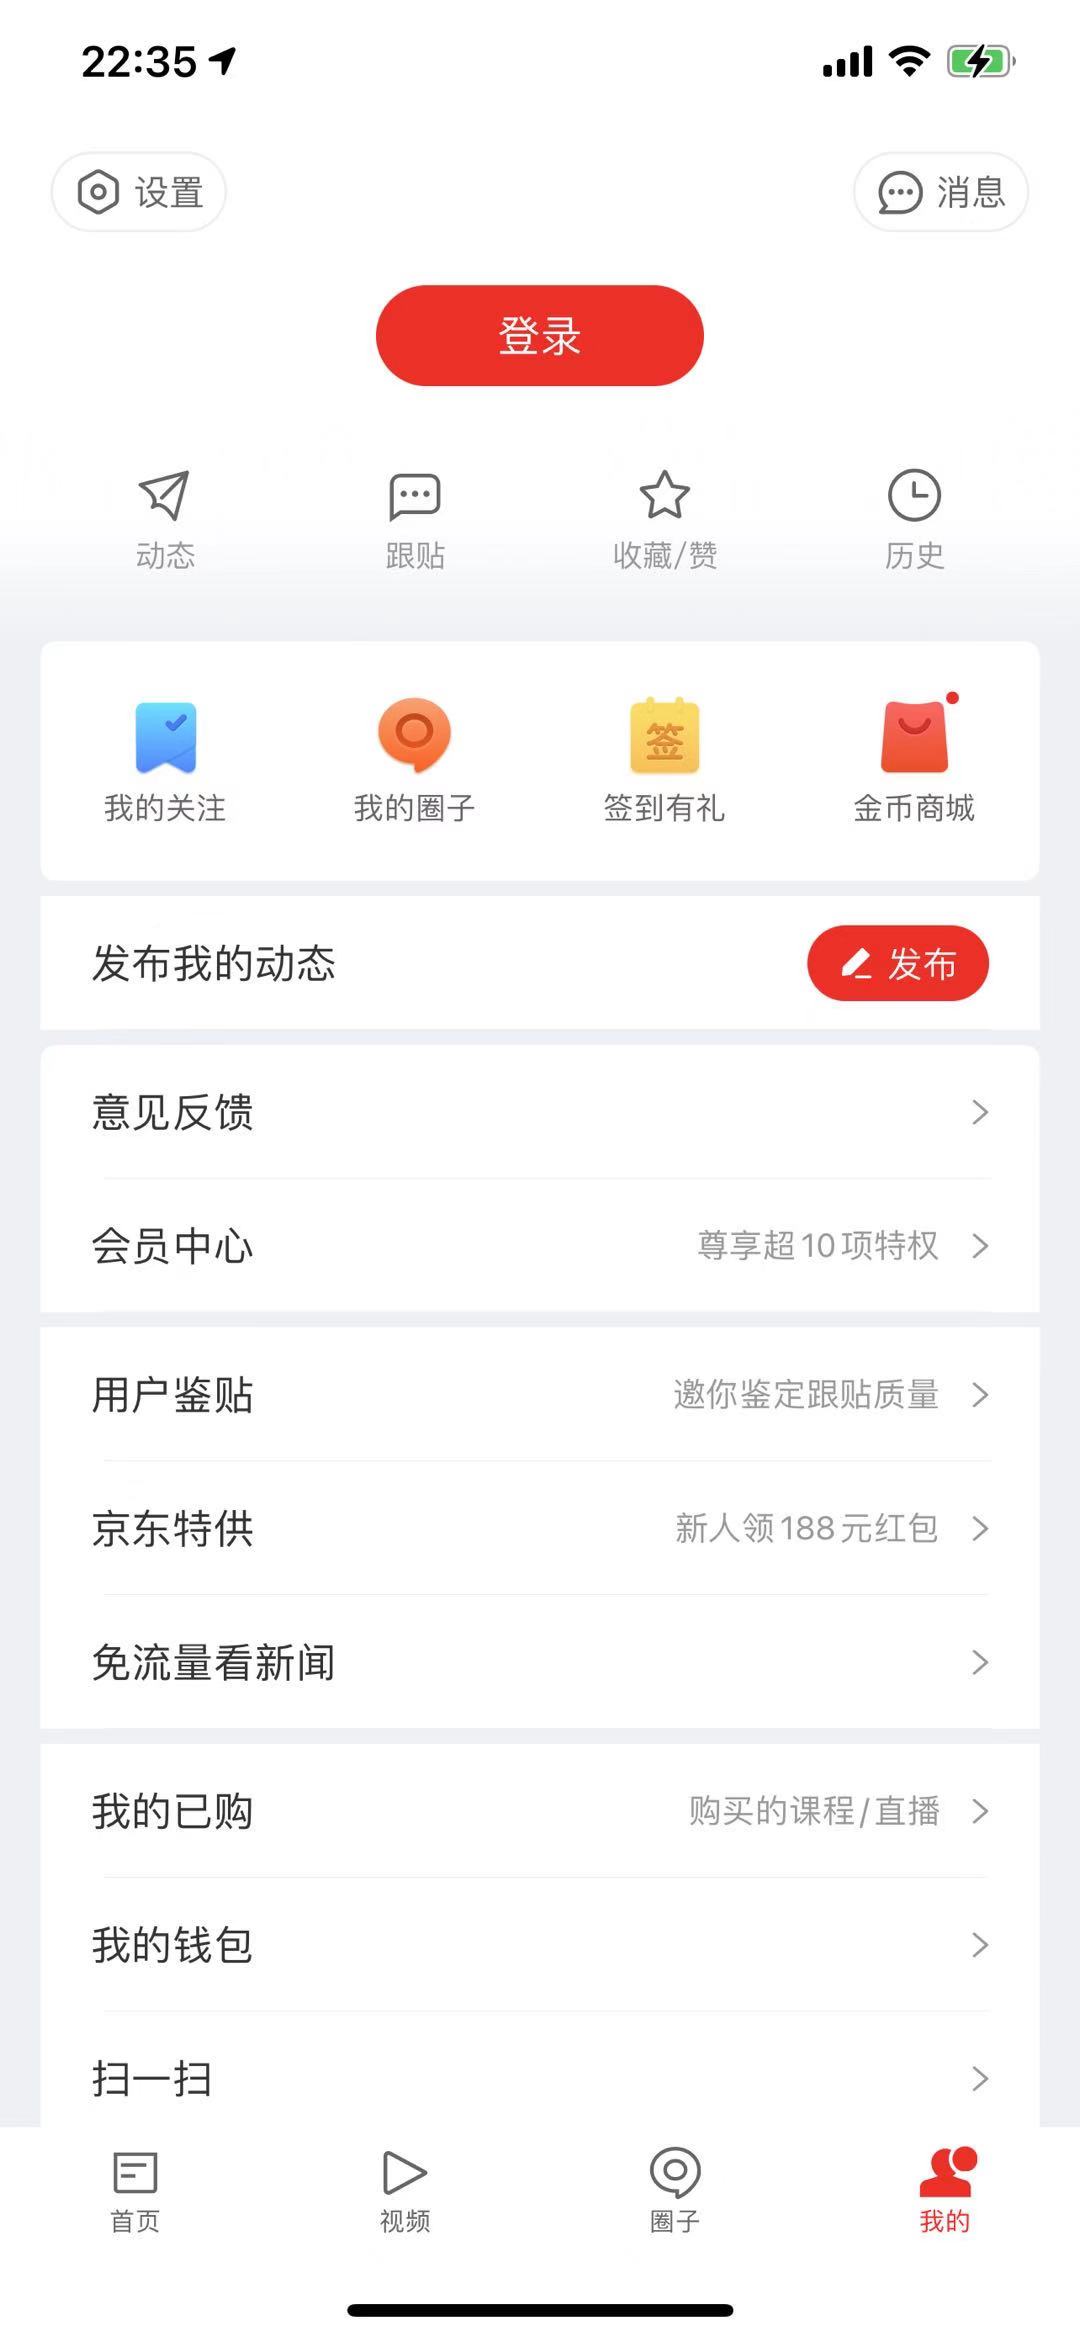 22:35
设置
消息
登录
动态
跟贴
收藏/赞
历史
签
我的关注
我的圈子
签到有礼
金币商城
发布我的动态
发布
意见反馈
会员中心
尊享超10项特权
用户鉴贴
邀你鉴定跟贴质量
京东特供
新人领188元红包
免流量看新闻
我的已购
购买的课程/直播
我的钱包
扫一扫
首页
视频
圈子
我的